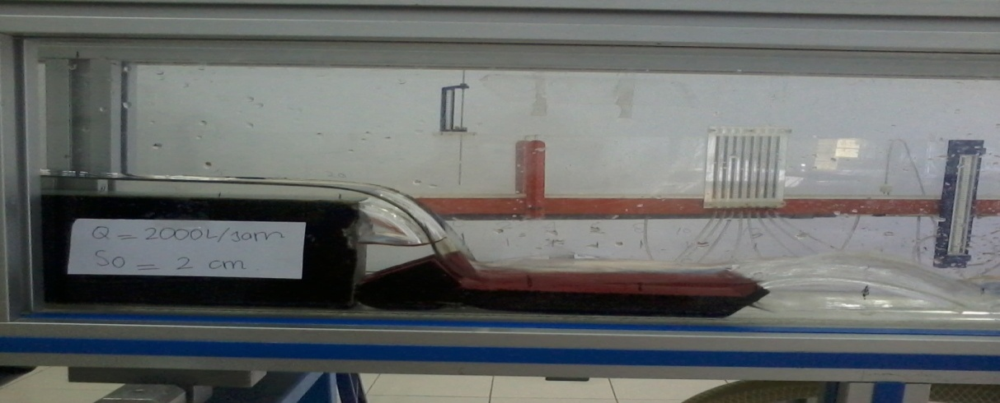 Q = 2000L/jam
So = 2 cm